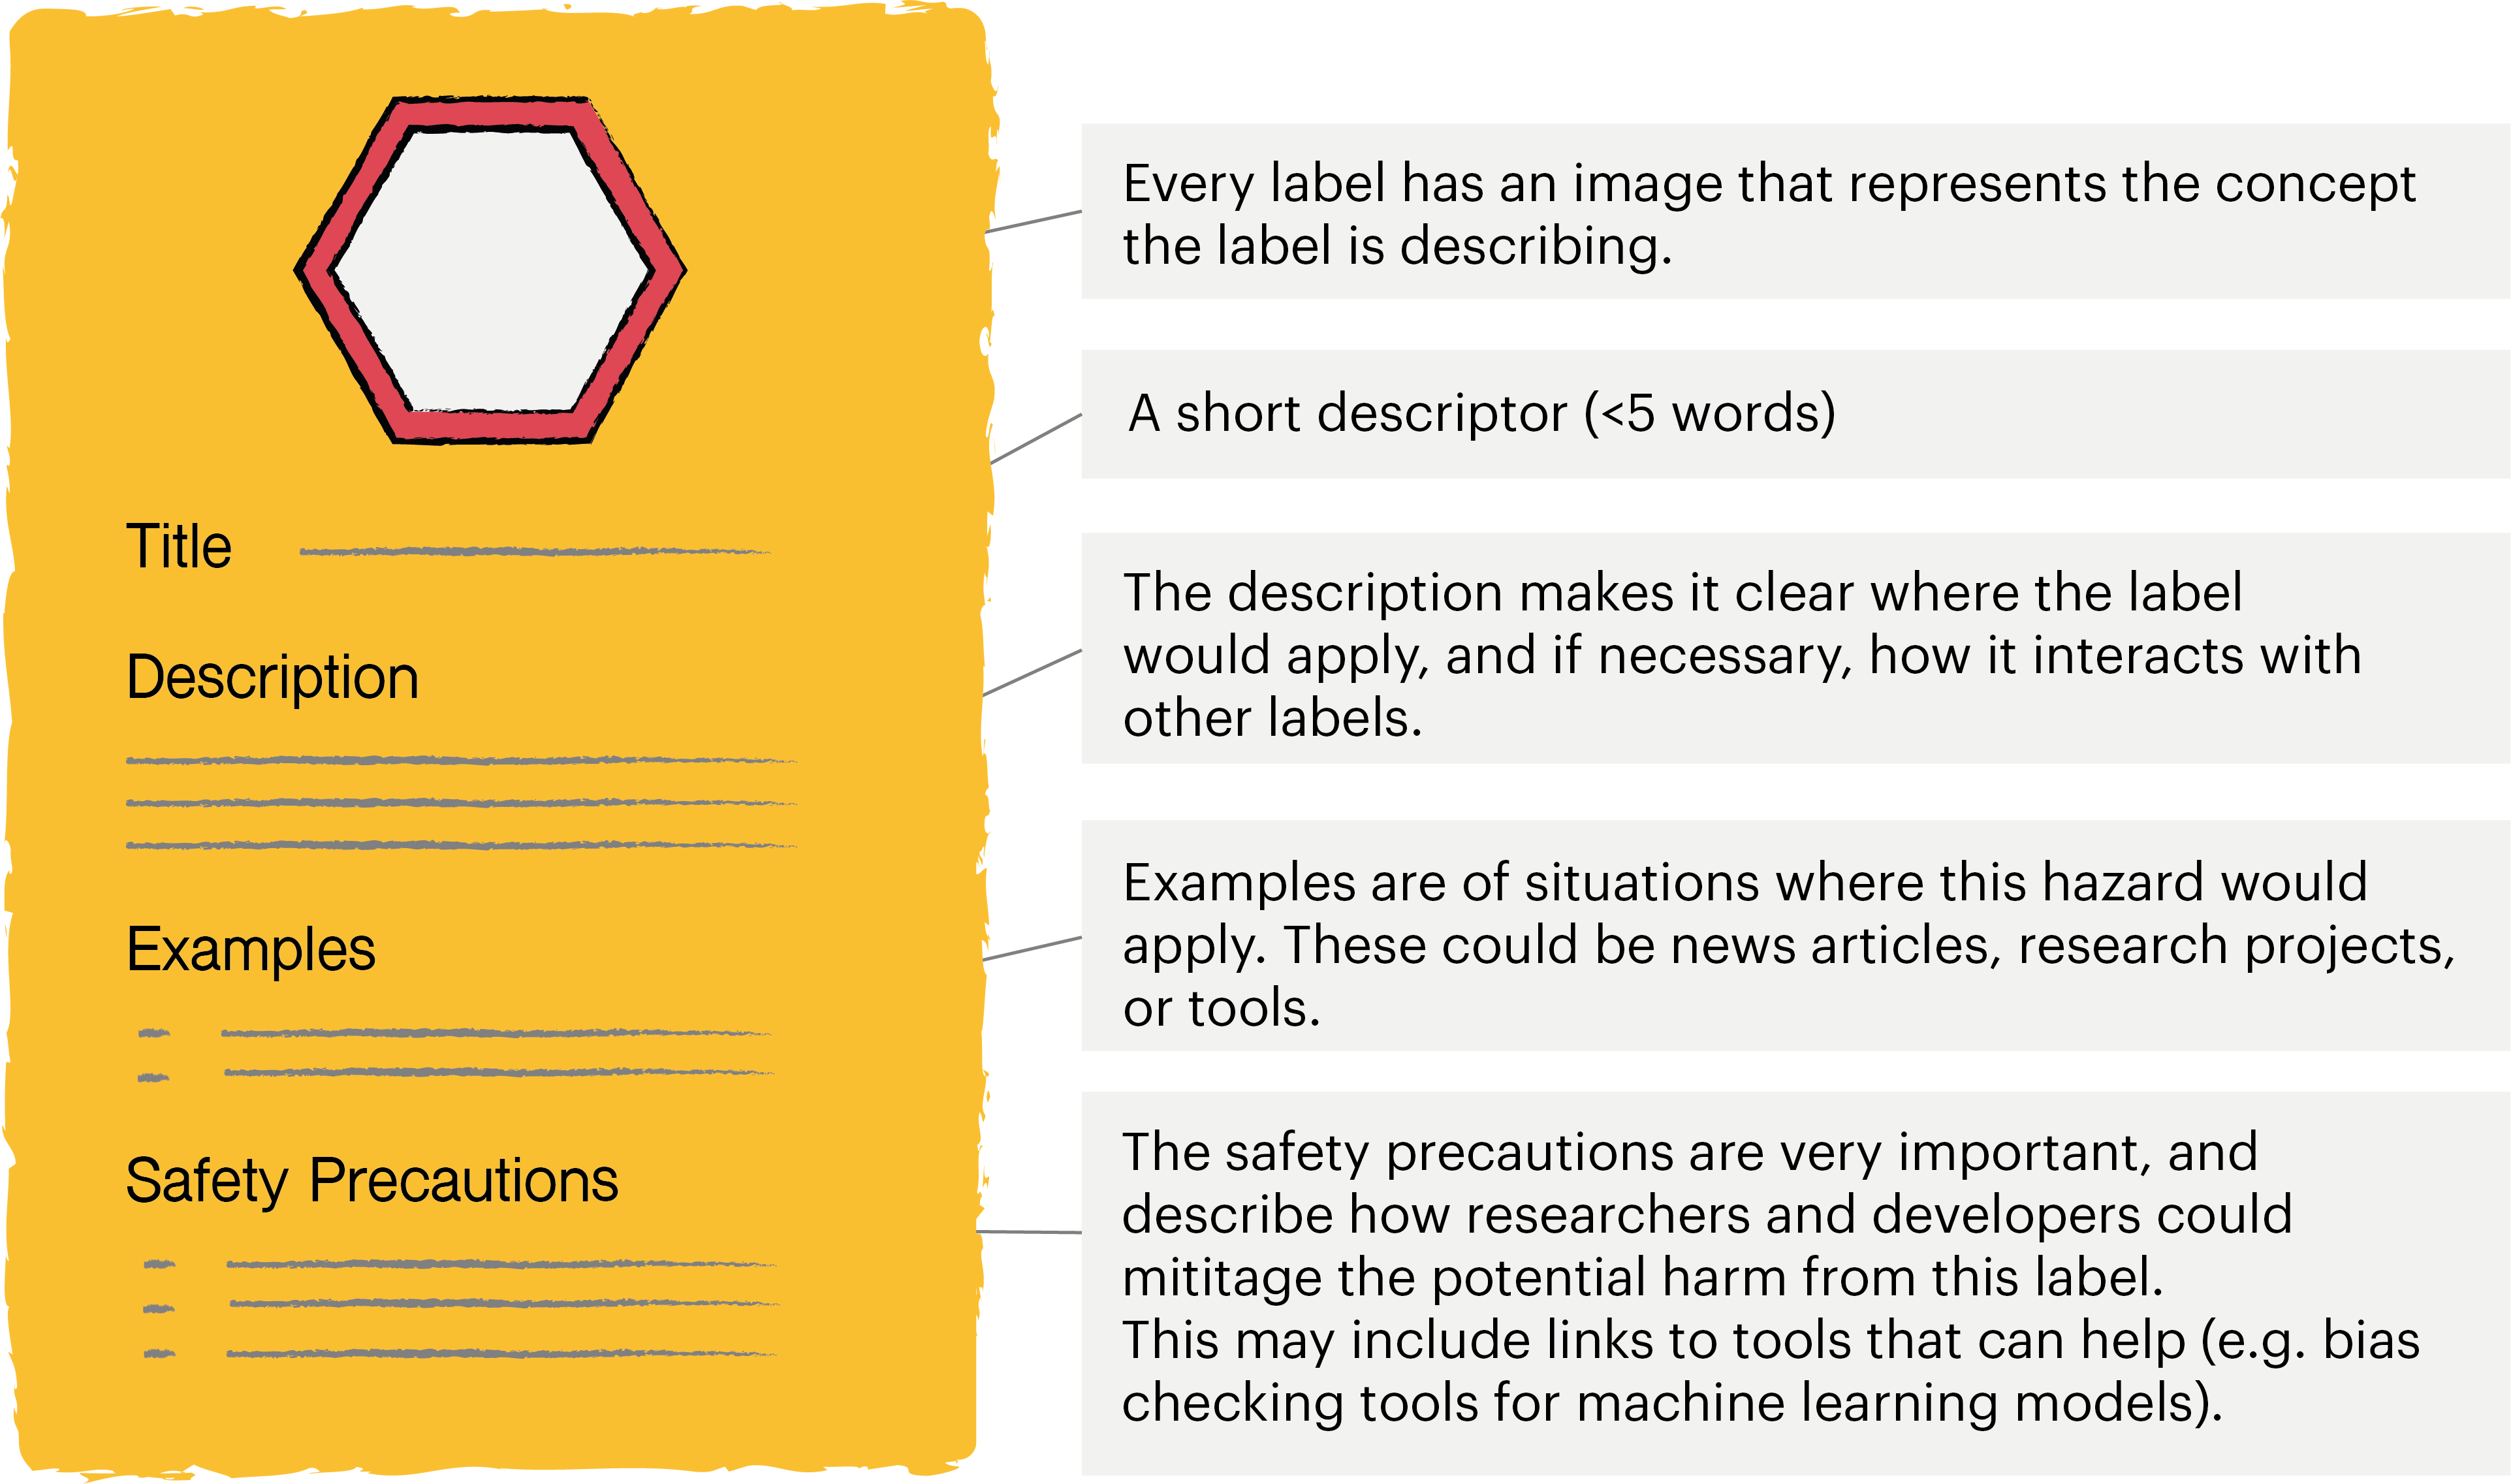 Title
Description
Examples
Safety Precautions
Every label has an image that represents the concept
the label is describing.
A short descriptor (<5 words)
The description makes it clear where the label
would apply, and if necessary, how it interacts with
other labels.
Examples are of situations where this hazard would
apply. These could be news articles, research projects,
or tools.
The safety precautions are very important, and
describe how researchers and developers could
mititage the potential harm from this label.
This may include links to tools that can help (e.g. bias
checking tools for machine learning models).